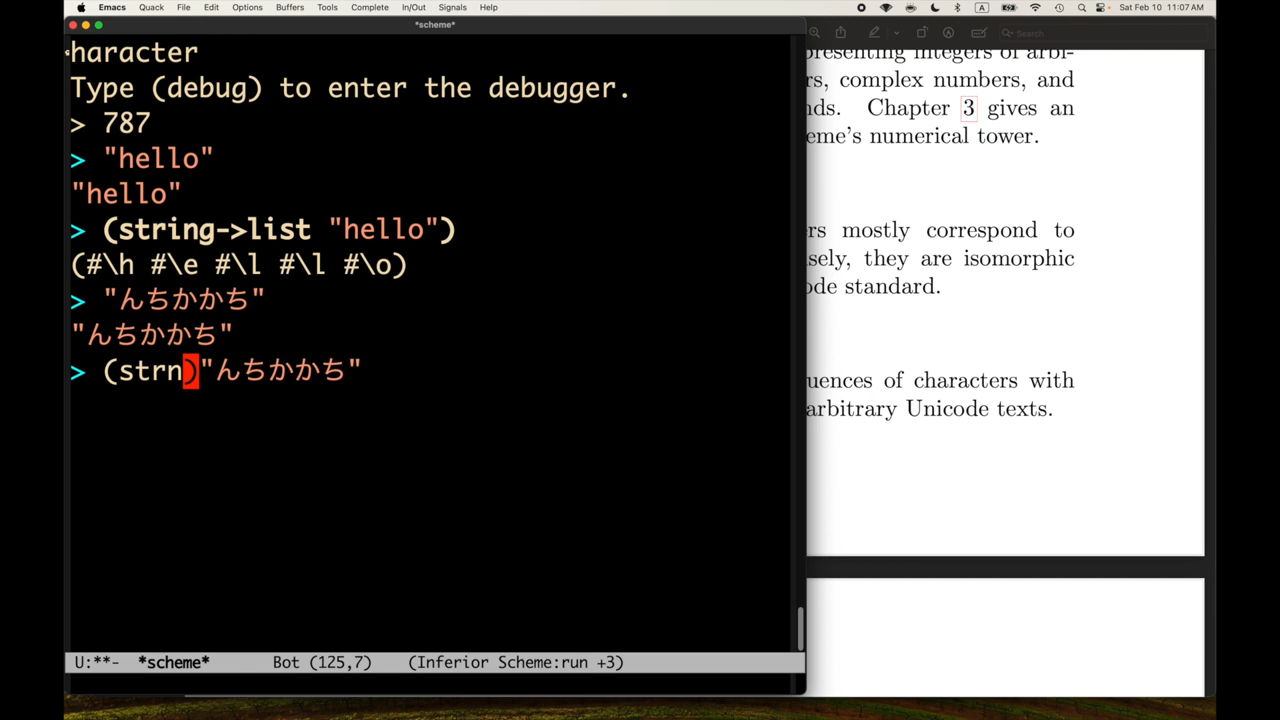 Emacs Quack File Edit Options Buffers Tools Complete In/Out Signals Help
A
Sat Feb 10 11:07 AM
*scheme*
haracter
Type (debug) to enter the debugger.
> 787
> "hello"
"hello"
> (string->list "hello")
(#\h #\e #\l #\l #\o)
> "んちかかち"
"んちかかち"
> (strn)"んちかかち"
U:**- *scheme* Bot (125,7) (Inferior Scheme:run +3)
Search
presenting integers of arbi-
rs, complex numbers, and
nds. Chapter 3 gives an
eme's numerical tower.
ers mostly correspond to
isely, they are isomorphic
ode standard.
uences of characters with
arbitrary Unicode texts.